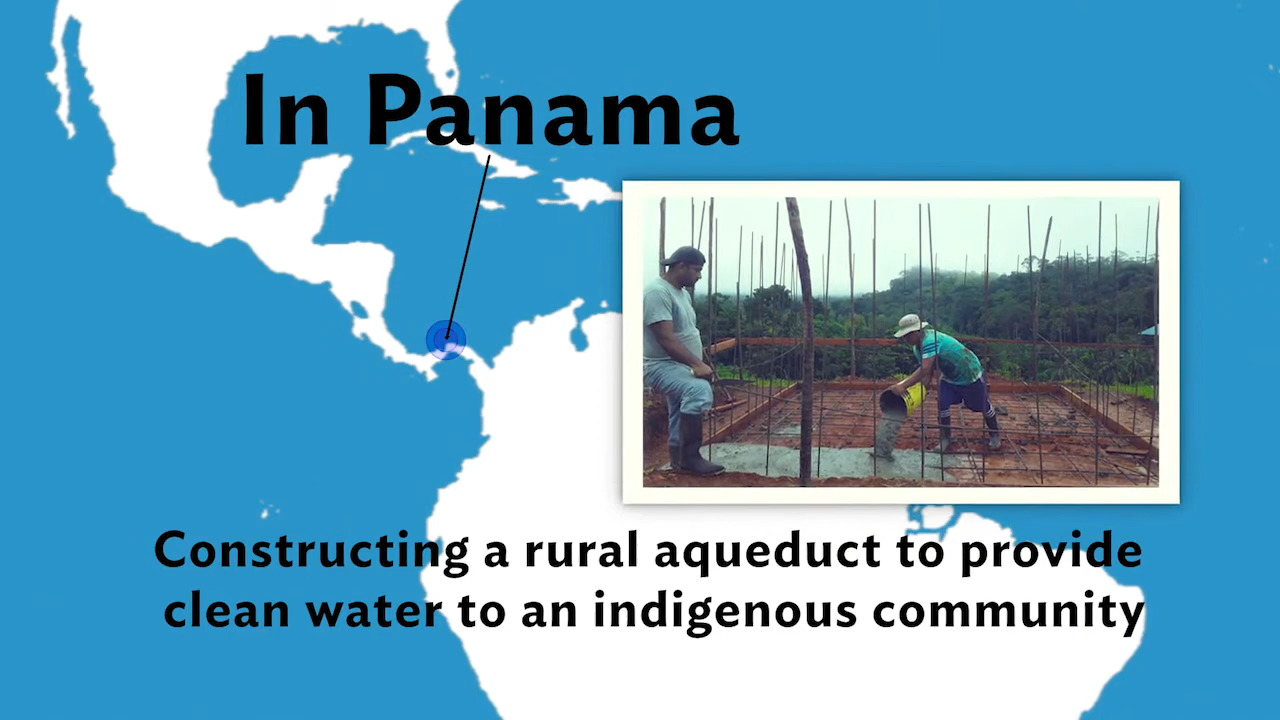 In Panama
Constructing a rural aqueduct to provide
clean water to an indigenous community